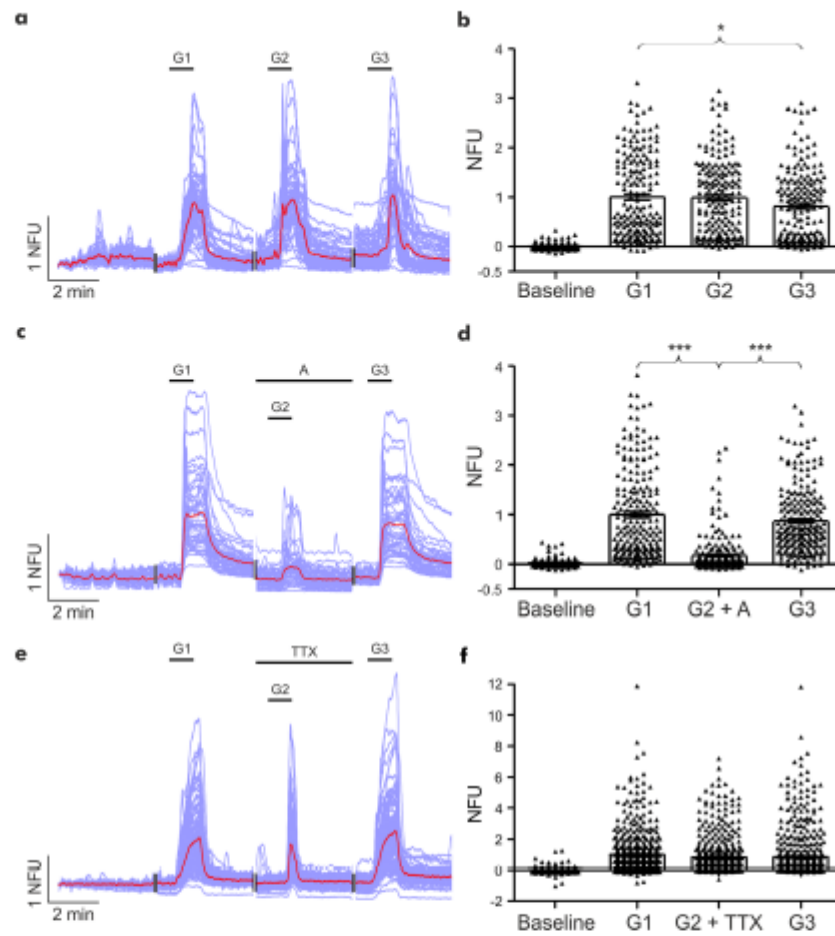 a
G1 G2 G3
1 NFU
2 min
b
*
NFU
4
3
2
1
0
-0.5
Baseline G1 G2 G3
c
G1 A G3
G2
1 NFU
2 min
d
*** ***
NFU
4
3
2
1
0
-0.5
Baseline G1 G2 + A G3
e
G1 TTX G3
G2
1 NFU
2 min
f
NFU
12
10
8
6
4
2
0
-2
Baseline G1 G2 + TTX G3